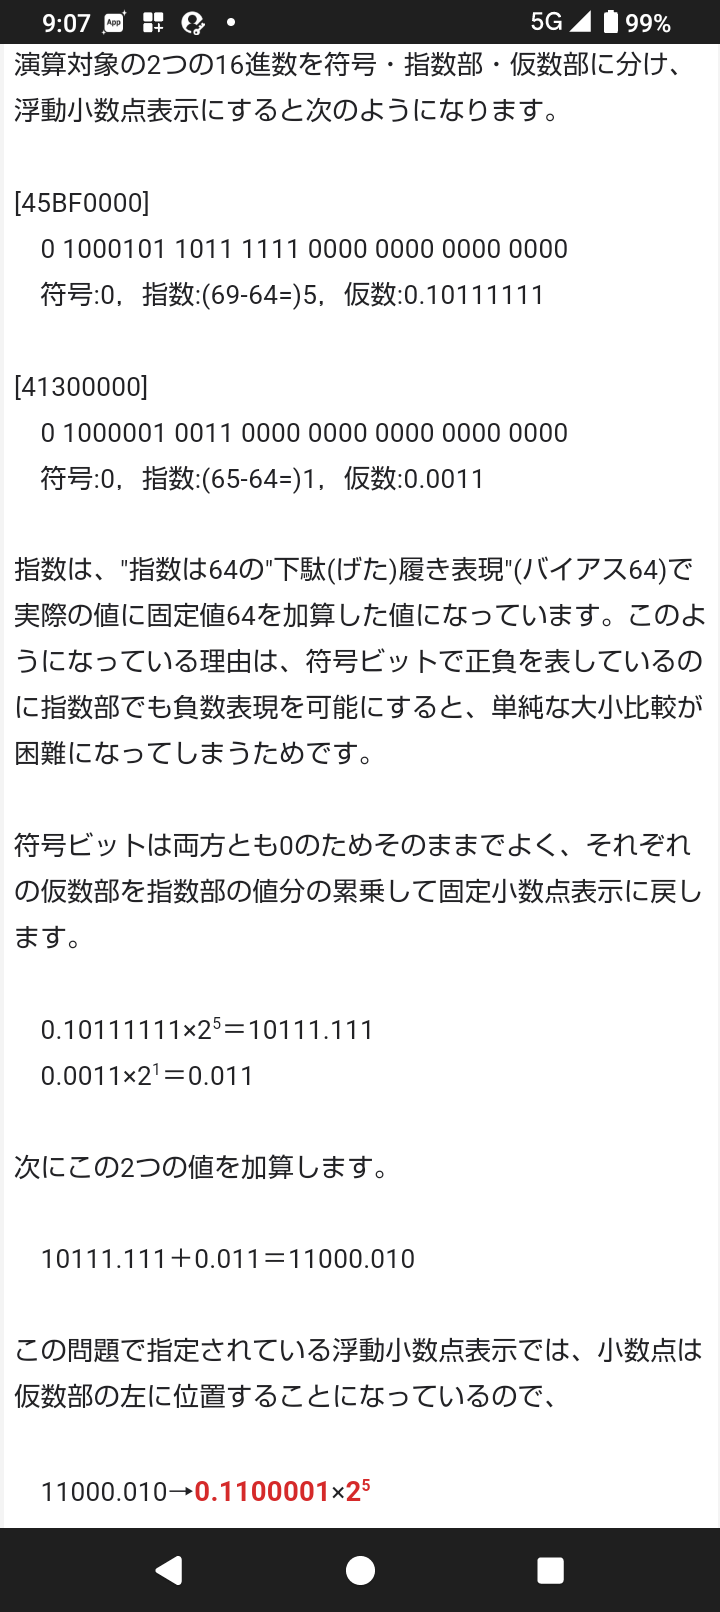 9:07
App
5G
99%
演算対象の2つの16進数を符号・指数部・仮数部に分け、
浮動小数点表示にすると次のようになります。
[45BF0000]
0 1000101 1011 1111 0000 0000 0000 0000
符号:0，指数:(69-64=)5，仮数:0.10111111
[41300000]
0 1000001 0011 0000 0000 0000 0000 0000
符号:0，指数:(65-64=)1，仮数:0.0011
指数は、"指数は64の"下駄(げた)履き表現"(バイアス64)で
実際の値に固定値64を加算した値になっています。このよ
うになっている理由は、符号ビットで正負を表しているの
に指数部でも負数表現を可能にすると、単純な大小比較が
困難になってしまうためです。
符号ビットは両方とも0のためそのままでよく、それぞれ
の仮数部を指数部の値分の累乗して固定小数点表示に戻し
ます。
0.10111111×2⁵＝10111.111
0.0011×2¹＝0.011
次にこの2つの値を加算します。
10111.111＋0.011＝11000.010
この問題で指定されている浮動小数点表示では、小数点は
仮数部の左に位置することになっているので、
11000.010→0.1100001×2⁵